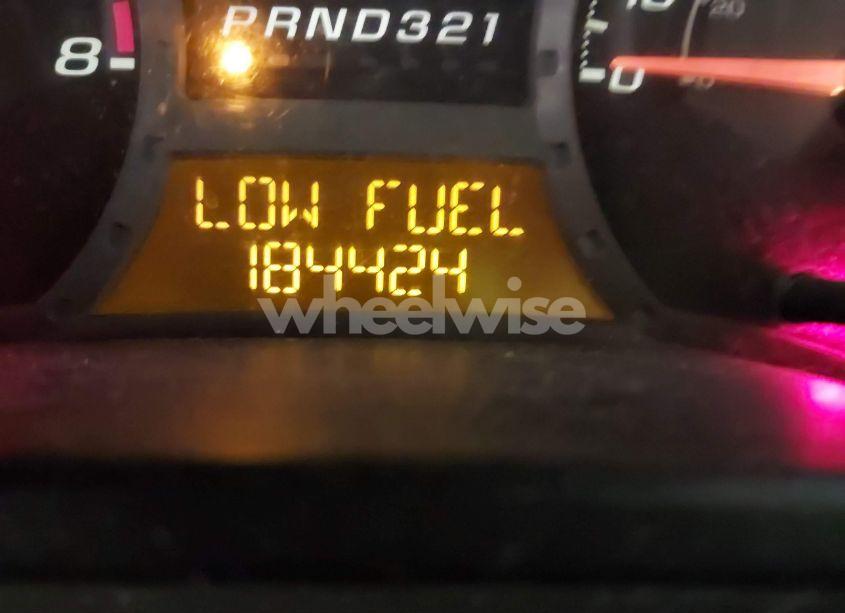 PRND321
8
10
0
20
LOW FUEL
184424
wheelwise